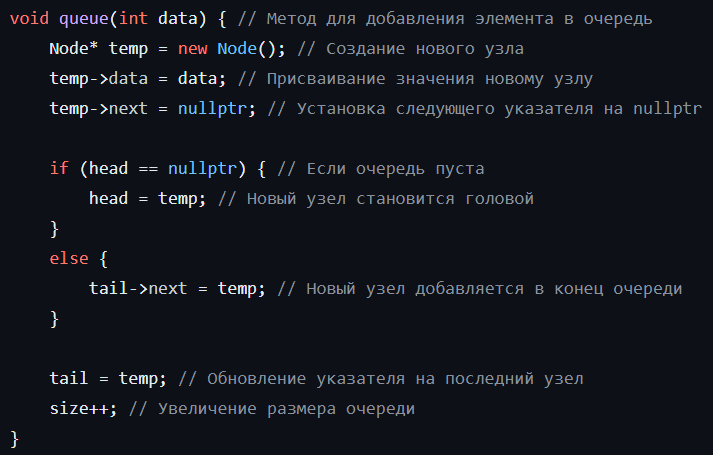 void queue(int data) { // Метод для добавления элемента в очередь
    Node* temp = new Node(); // Создание нового узла
    temp->data = data; // Присваивание значения новому узлу
    temp->next = nullptr; // Установка следующего указателя на nullptr

    if (head == nullptr) { // Если очередь пуста
        head = temp; // Новый узел становится головой
    }
    else {
        tail->next = temp; // Новый узел добавляется в конец очереди
    }

    tail = temp; // Обновление указателя на последний узел
    size++; // Увеличение размера очереди
}